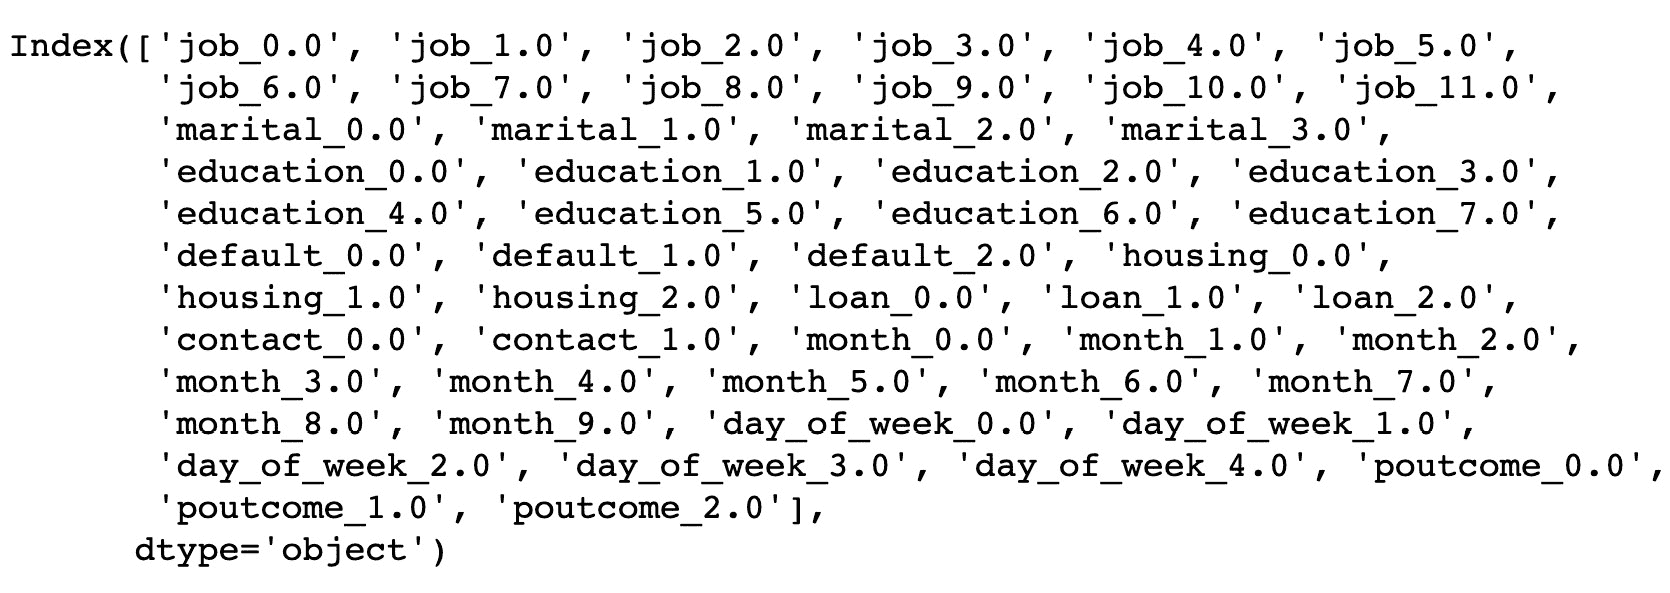 Index(['job_0.0', 'job_1.0', 'job_2.0', 'job_3.0', 'job_4.0', 'job_5.0',
'job_6.0', 'job_7.0', 'job_8.0', 'job_9.0', 'job_10.0', 'job_11.0',
'marital_0.0', 'marital_1.0', 'marital_2.0', 'marital_3.0',
'education_0.0', 'education_1.0', 'education_2.0', 'education_3.0',
'education_4.0', 'education_5.0', 'education_6.0', 'education_7.0',
'default_0.0', 'default_1.0', 'default_2.0', 'housing_0.0',
'housing_1.0', 'housing_2.0', 'loan_0.0', 'loan_1.0', 'loan_2.0',
'contact_0.0', 'contact_1.0', 'month_0.0', 'month_1.0', 'month_2.0',
'month_3.0', 'month_4.0', 'month_5.0', 'month_6.0', 'month_7.0',
'month_8.0', 'month_9.0', 'day_of_week_0.0', 'day_of_week_1.0',
'day_of_week_2.0', 'day_of_week_3.0', 'day_of_week_4.0', 'poutcome_0.0',
'poutcome_1.0', 'poutcome_2.0'],
dtype='object')